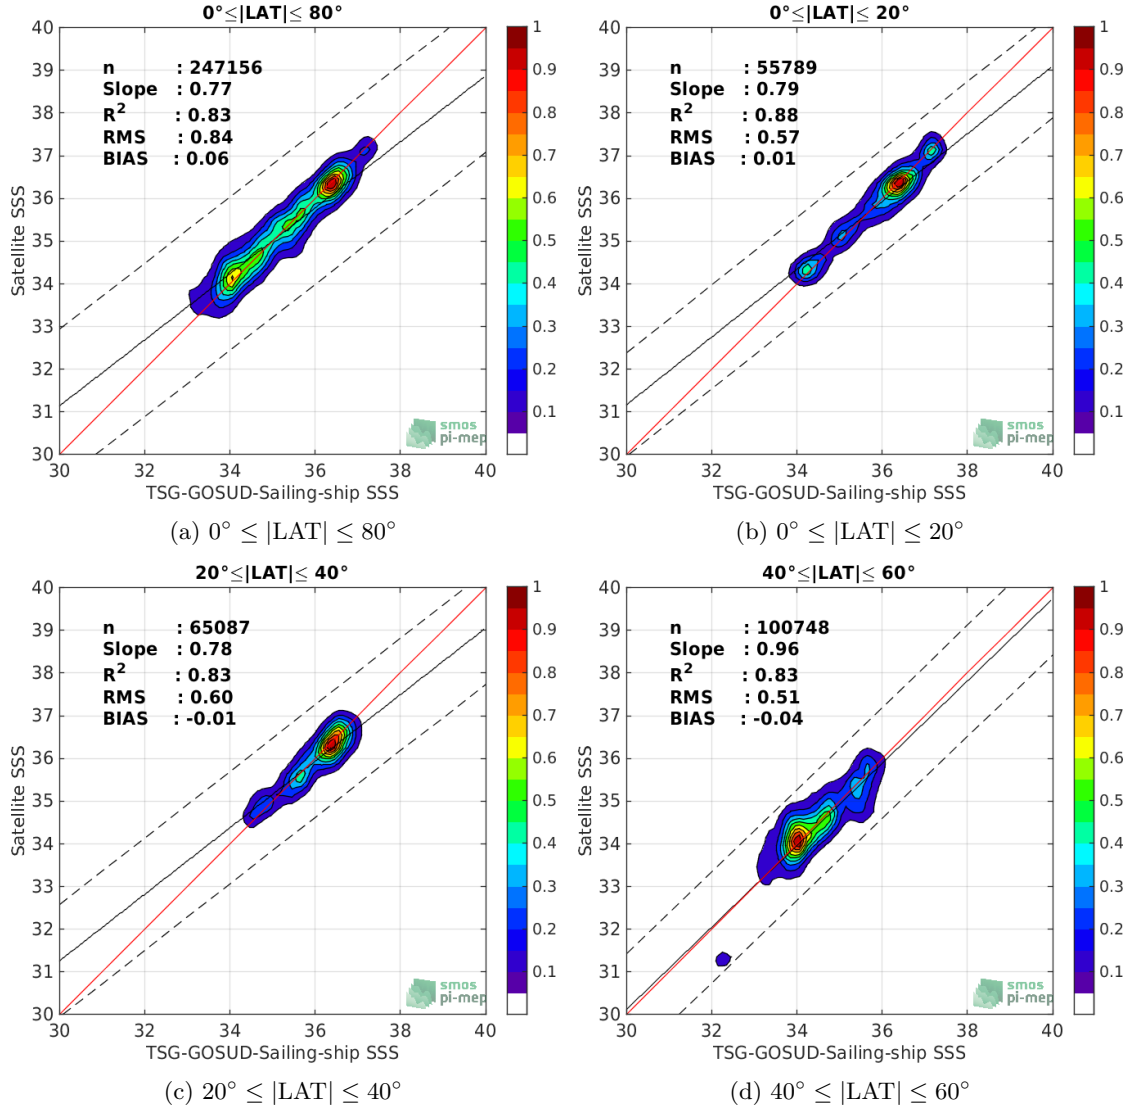 0°≤|LAT|≤ 80°
n : 247156
Slope : 0.77
R² : 0.83
RMS : 0.84
BIAS : 0.06
40
39
38
37
36
35
34
33
32
31
30
Satellite SSS
30 32 34 36 38 40
TSG-GOSUD-Sailing-ship SSS
1
0.9
0.8
0.7
0.6
0.5
0.4
0.3
0.2
0.1
smos
pi-mep
(a) 0° ≤ |LAT| ≤ 80°
0°≤|LAT|≤ 20°
n : 55789
Slope : 0.79
R² : 0.88
RMS : 0.57
BIAS : 0.01
40
39
38
37
36
35
34
33
32
31
30
Satellite SSS
30 32 34 36 38 40
TSG-GOSUD-Sailing-ship SSS
1
0.9
0.8
0.7
0.6
0.5
0.4
0.3
0.2
0.1
smos
pi-mep
(b) 0° ≤ |LAT| ≤ 20°
20°≤|LAT|≤ 40°
n : 65087
Slope : 0.78
R² : 0.83
RMS : 0.60
BIAS : -0.01
40
39
38
37
36
35
34
33
32
31
30
Satellite SSS
30 32 34 36 38 40
TSG-GOSUD-Sailing-ship SSS
1
0.9
0.8
0.7
0.6
0.5
0.4
0.3
0.2
0.1
smos
pi-mep
(c) 20° ≤ |LAT| ≤ 40°
40°≤|LAT|≤ 60°
n : 100748
Slope : 0.96
R² : 0.83
RMS : 0.51
BIAS : -0.04
40
39
38
37
36
35
34
33
32
31
30
Satellite SSS
30 32 34 36 38 40
TSG-GOSUD-Sailing-ship SSS
1
0.9
0.8
0.7
0.6
0.5
0.4
0.3
0.2
0.1
smos
pi-mep
(d) 40° ≤ |LAT| ≤ 60°